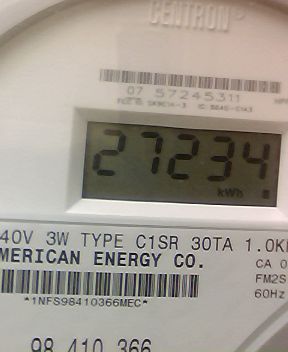 CENTRON
07 57245311
27234
kWh
40V 3W TYPE C1SR 30TA 1.0K
MERICAN ENERGY CO.
CA 0
FM2S
60Hz
*1NFS98410366MEC*
98 410 366